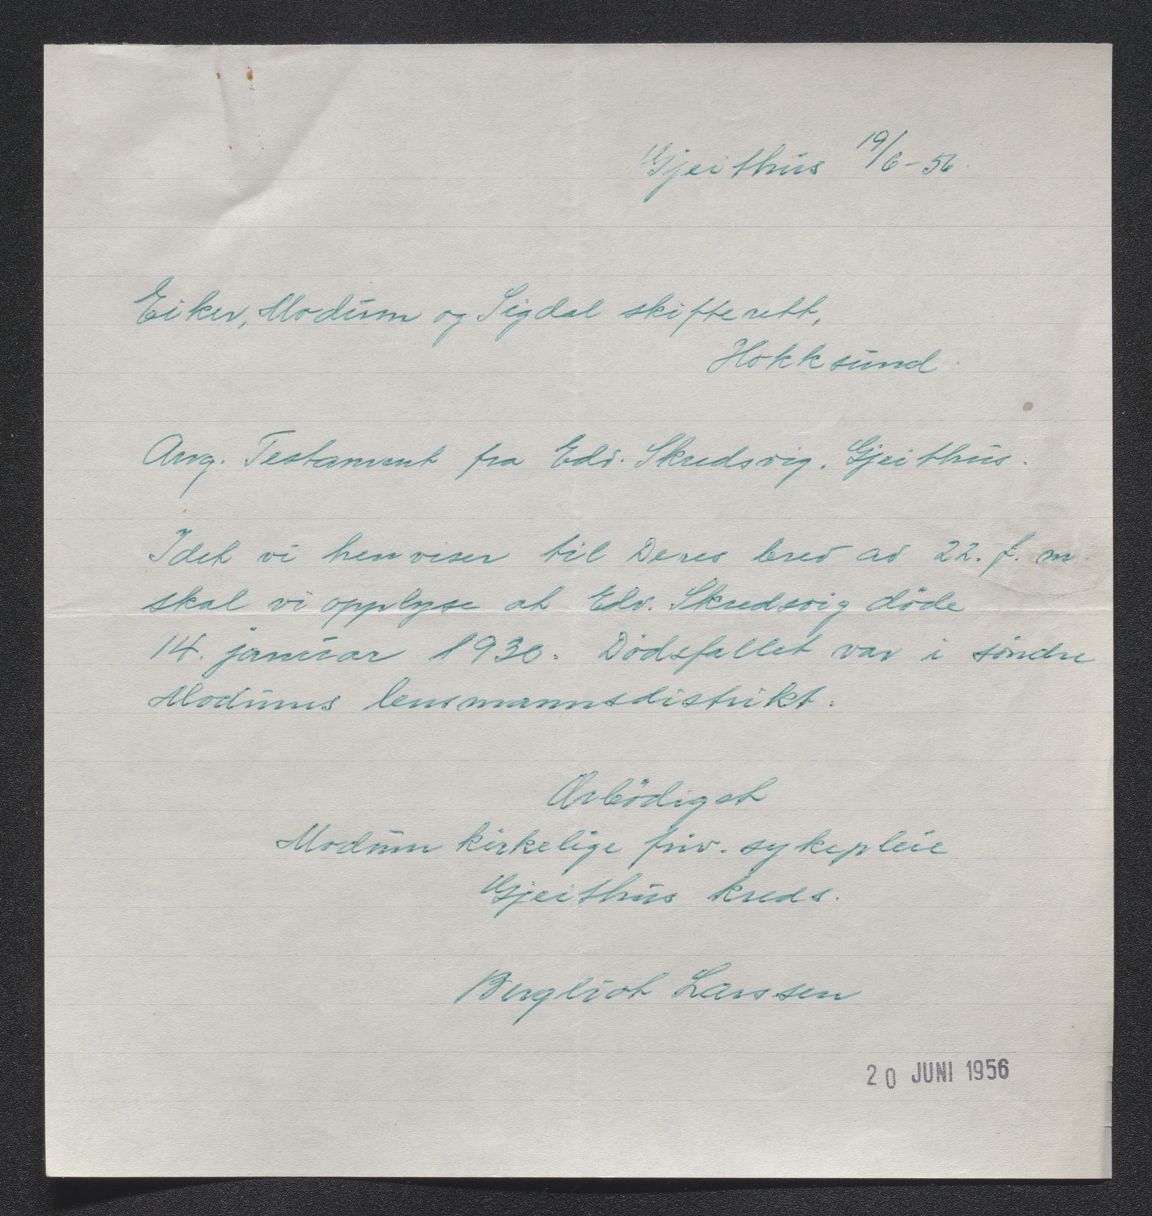 Gjeithus 19/6-56.
Eiker, Modum og Sigdal skifterett,
Hokksund.
Ang. Testament fra Edv. Skredsvig, Gjeithus.
Idet vi henviser til Deres brev av 22. f. m.
skal vi opplyse at Edv. Skredsvig døde
14. januar 1930. Dødsfallet var i søndre
Modums lensmannsdistrikt.
Ærbødigst
Modum kirkelige friv. sykepleie
Gjeithus kreds.
Bergliot Larssen
20 JUNI 1956